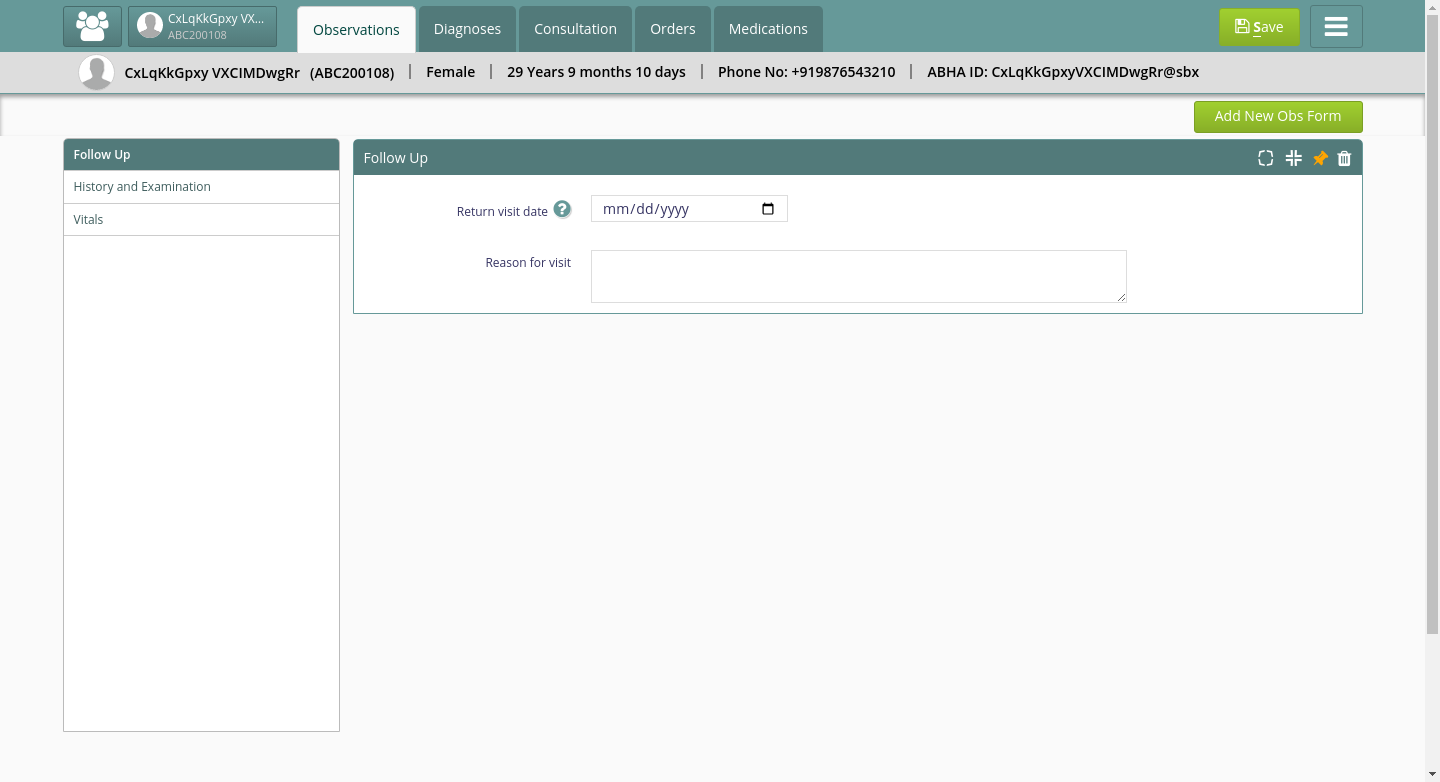 CxLqKkGpxy VX...
ABC200108
Observations
Diagnoses
Consultation
Orders
Medications
Save
CxLqKkGpxy VXCIMDwgRr (ABC200108) | Female | 29 Years 9 months 10 days | Phone No: +919876543210 | ABHA ID: CxLqKkGpxyVXCIMDwgRr@sbx
Add New Obs Form
Follow Up
History and Examination
Vitals
Follow Up
Return visit date ?
mm/dd/yyyy
Reason for visit